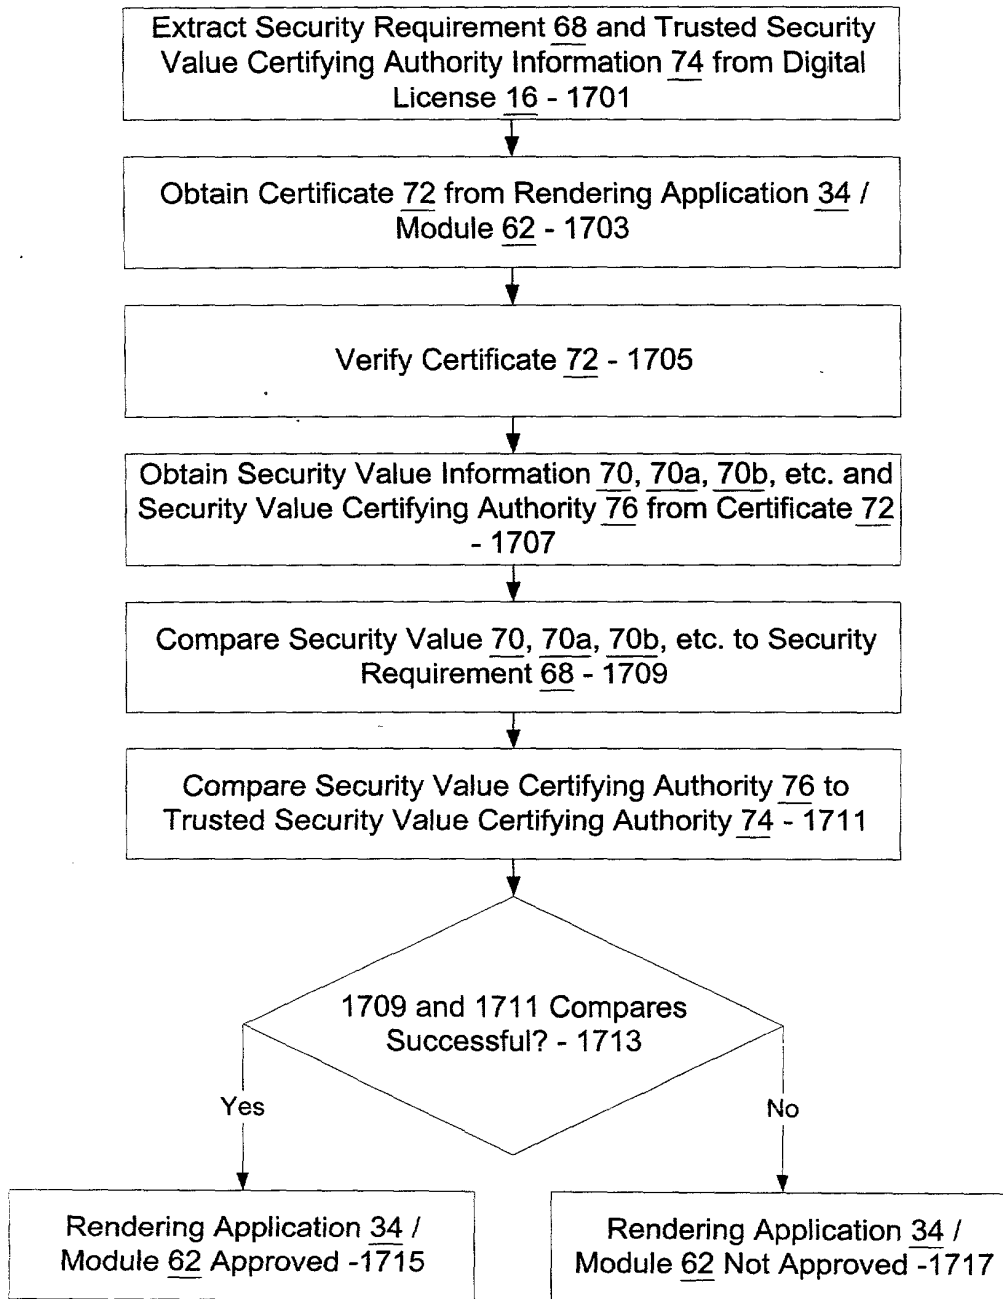 Extract Security Requirement 68 and Trusted Security
Value Certifying Authority Information 74 from Digital
License 16 - 1701
Obtain Certificate 72 from Rendering Application 34 /
Module 62 - 1703
Verify Certificate 72 - 1705
Obtain Security Value Information 70, 70a, 70b, etc. and
Security Value Certifying Authority 76 from Certificate 72
- 1707
Compare Security Value 70, 70a, 70b, etc. to Security
Requirement 68 - 1709
Compare Security Value Certifying Authority 76 to
Trusted Security Value Certifying Authority 74 - 1711
1709 and 1711 Compares
Successful? - 1713
Yes
No
Rendering Application 34 /
Module 62 Approved -1715
Rendering Application 34 /
Module 62 Not Approved -1717